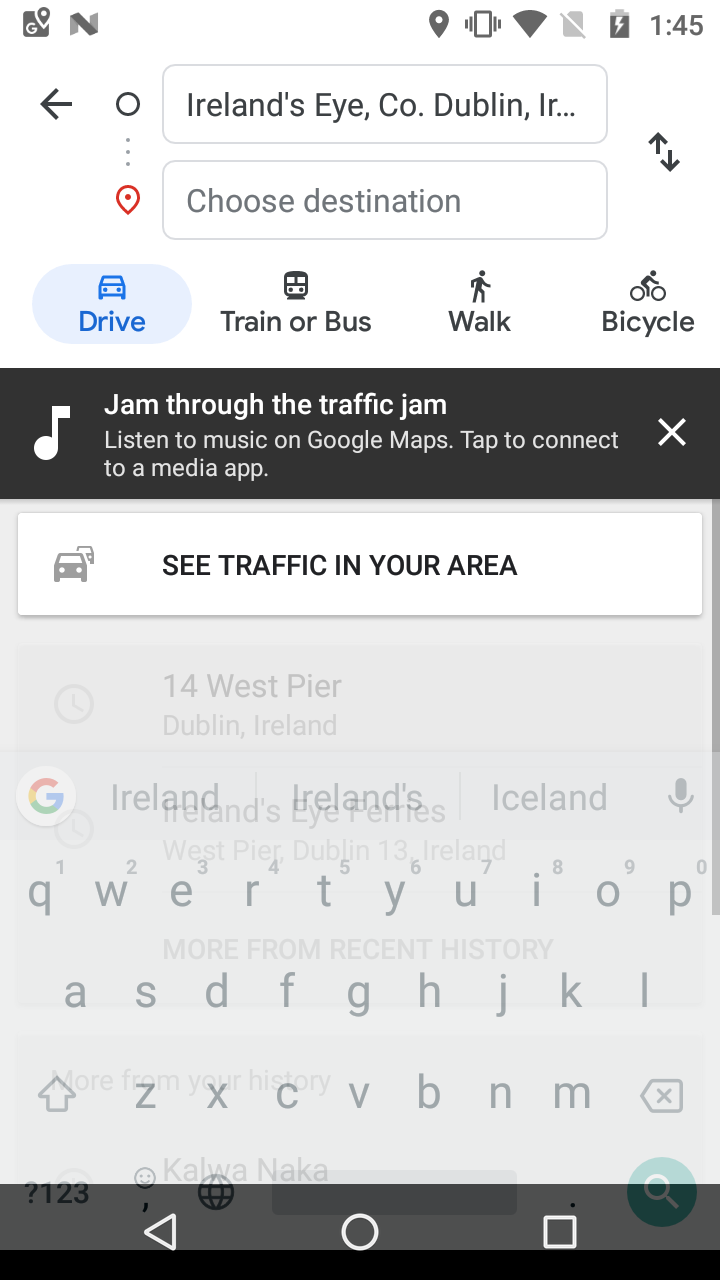 1:45
Ireland's Eye, Co. Dublin, Ir...
Choose destination
Drive
Train or Bus
Walk
Bicycle
Jam through the traffic jam
Listen to music on Google Maps. Tap to connect
to a media app.
SEE TRAFFIC IN YOUR AREA
14 West Pier
Dublin, Ireland
Ireland Ireland's Iceland
Ireland's Eye Ferries
West Pier, Dublin 13, Ireland
1 2 3 4 5 6 7 8 9 0
q w e r t y u i o p
MORE FROM RECENT HISTORY
a s d f g h j k l
More from your history
z x c v b n m
Kalwa Naka
?123 , .